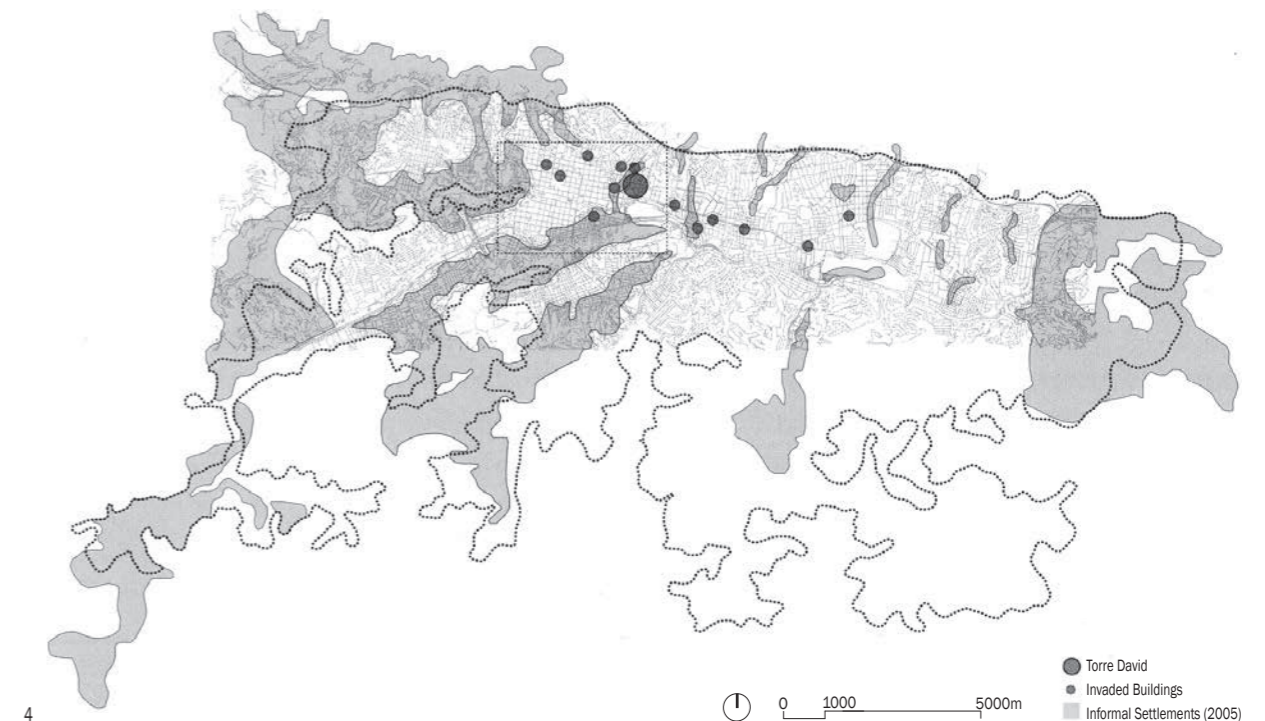 Torre David
Invaded Buildings
Informal Settlements (2005)
0 1000 5000m
4